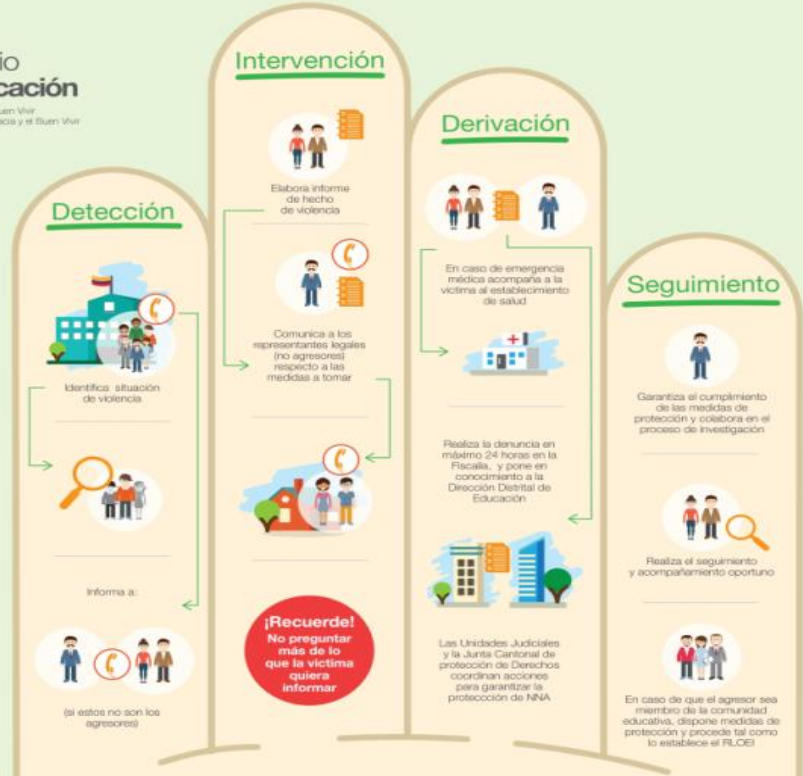 io
cación
uen Vivir
acia y el Buen Vivir
Detección
Identifica situación
de violencia
Informa a:
(si estos no son los
agresores)
Intervención
Elabora informe
de hecho
de violencia
Comunica a los
representantes legales
(no agresores)
respecto a las
medidas a tomar
¡Recuerde!
No preguntar
más de lo
que la víctima
quiera
informar
Derivación
En caso de emergencia
médica acompaña a la
víctima al establecimiento
de salud
Realiza la denuncia en
máximo 24 horas en la
Fiscalía, y pone en
conocimiento a la
Dirección Distrital de
Educación
Las Unidades Judiciales
y la Junta Cantonal de
protección de Derechos
coordinan acciones
para garantizar la
proteccción de NNA
Seguimiento
Garantiza el cumplimiento
de las medidas de
protección y colabora en el
proceso de investigación
Realiza el seguimiento
y acompañamiento oportuno
En caso de que el agresor sea
miembro de la comunidad
educativa, dispone medidas de
protección y procede tal como
lo establece el RLOEI